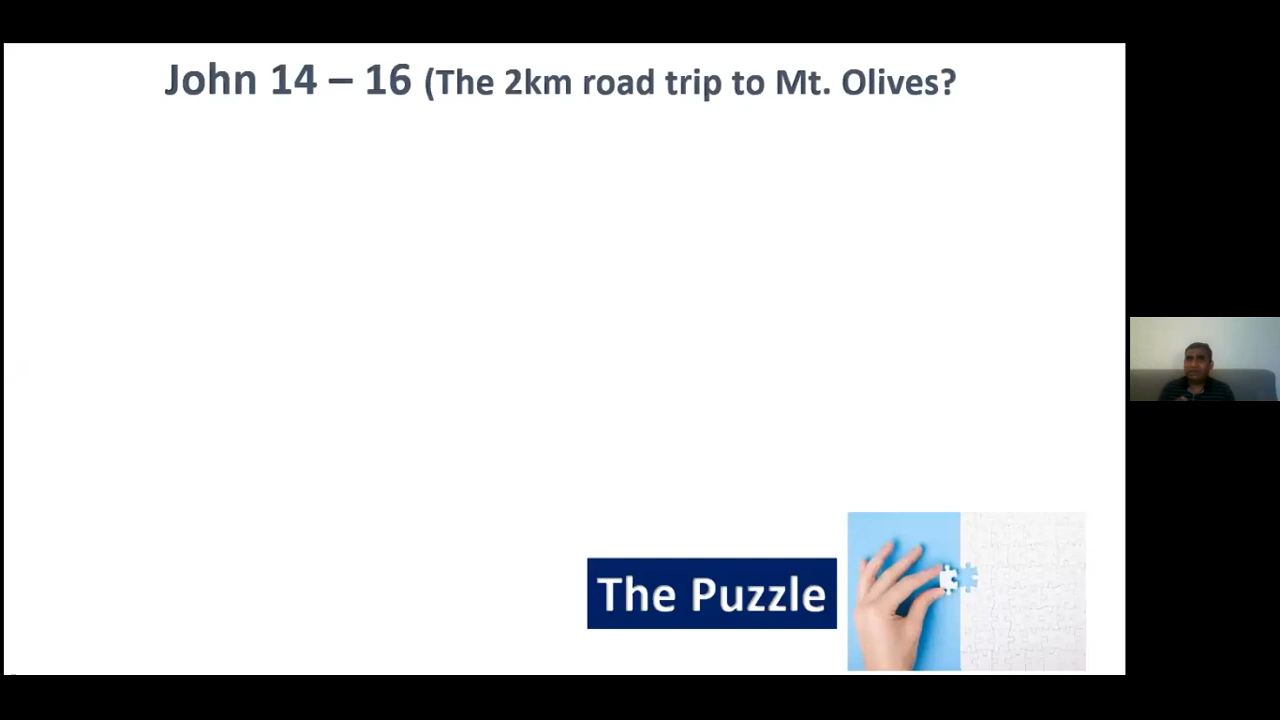 John 14 – 16 (The 2km road trip to Mt. Olives?
The Puzzle